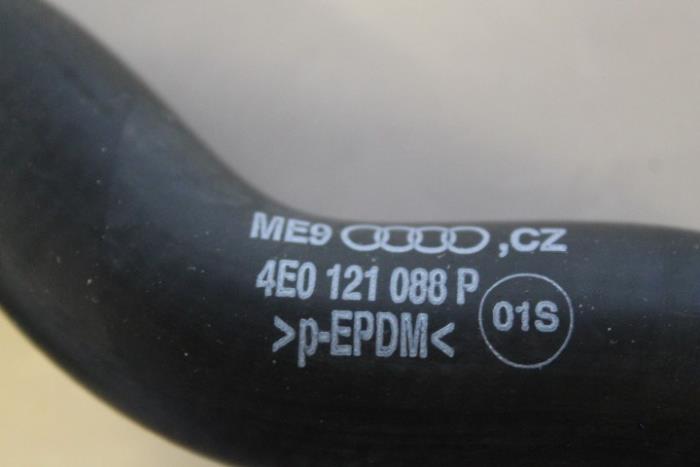 ME9 ,CZ
4E0 121 088 P
>p-EPDM<
01S